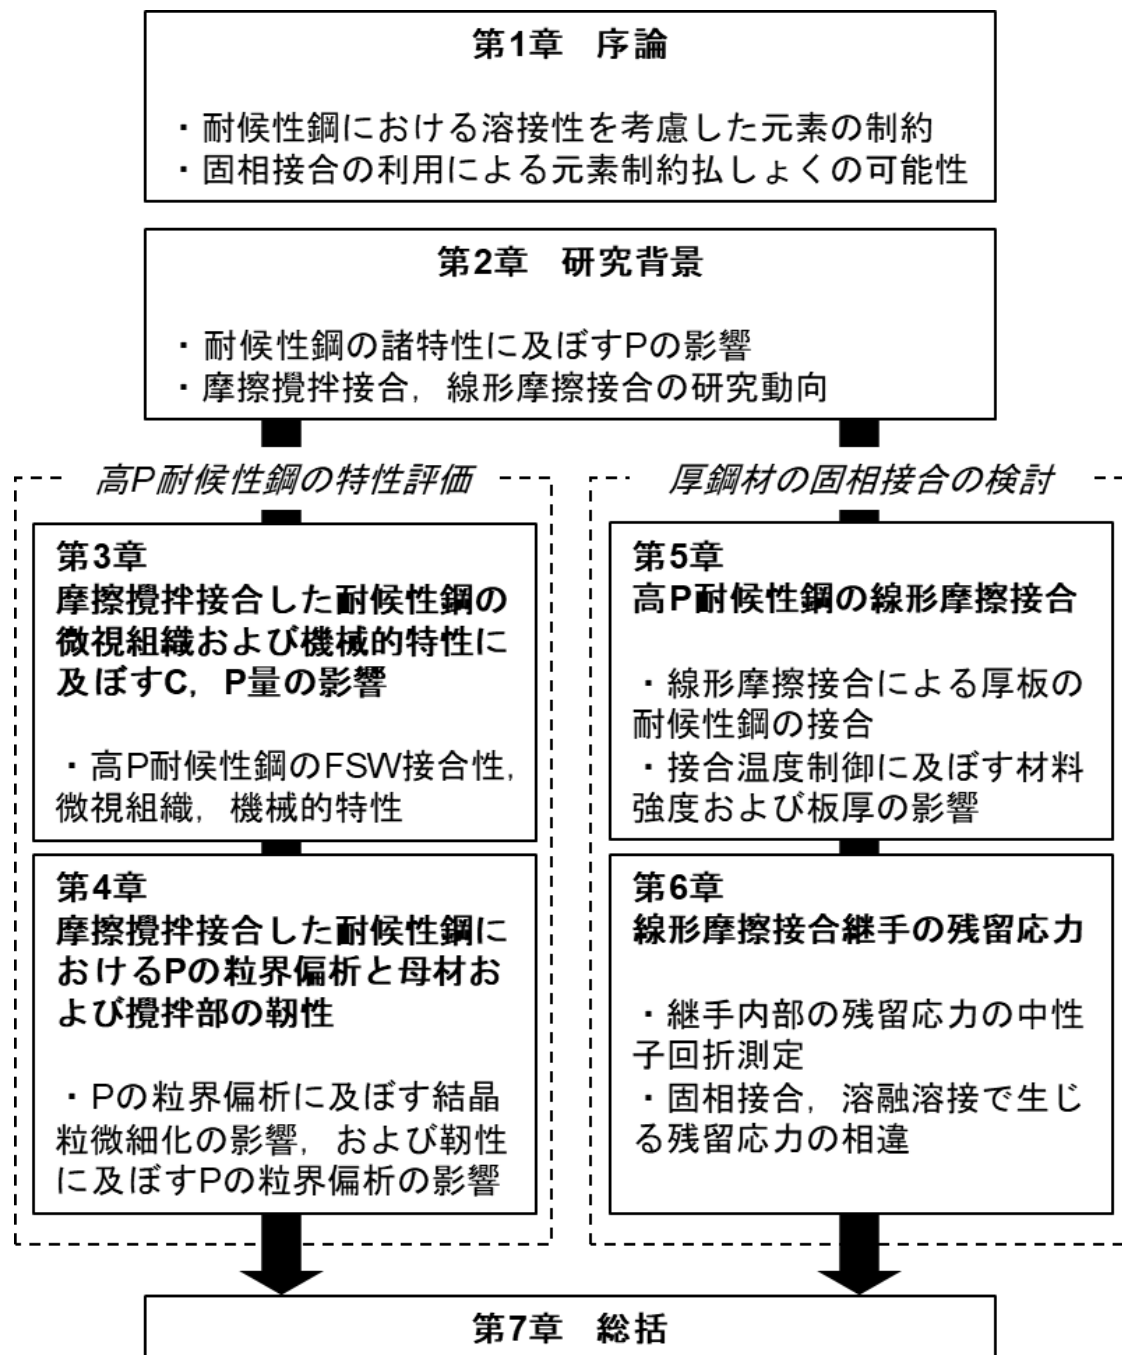 第1章 序論
・耐候性鋼における溶接性を考慮した元素の制約
・固相接合の利用による元素制約払しょくの可能性
第2章 研究背景
・耐候性鋼の諸特性に及ぼすPの影響
・摩擦攪拌接合，線形摩擦接合の研究動向
高P耐候性鋼の特性評価
第3章
摩擦攪拌接合した耐候性鋼の
微視組織および機械的特性に
及ぼすC，P量の影響
・高P耐候性鋼のFSW接合性，
微視組織，機械的特性
第4章
摩擦攪拌接合した耐候性鋼に
おけるPの粒界偏析と母材お
よび攪拌部の靭性
・Pの粒界偏析に及ぼす結晶
粒微細化の影響，および靭性
に及ぼすPの粒界偏析の影響
厚鋼材の固相接合の検討
第5章
高P耐候性鋼の線形摩擦接合
・線形摩擦接合による厚板の
耐候性鋼の接合
・接合温度制御に及ぼす材料
強度および板厚の影響
第6章
線形摩擦接合継手の残留応力
・継手内部の残留応力の中性
子回折測定
・固相接合，溶融溶接で生じ
る残留応力の相違
第7章 総括